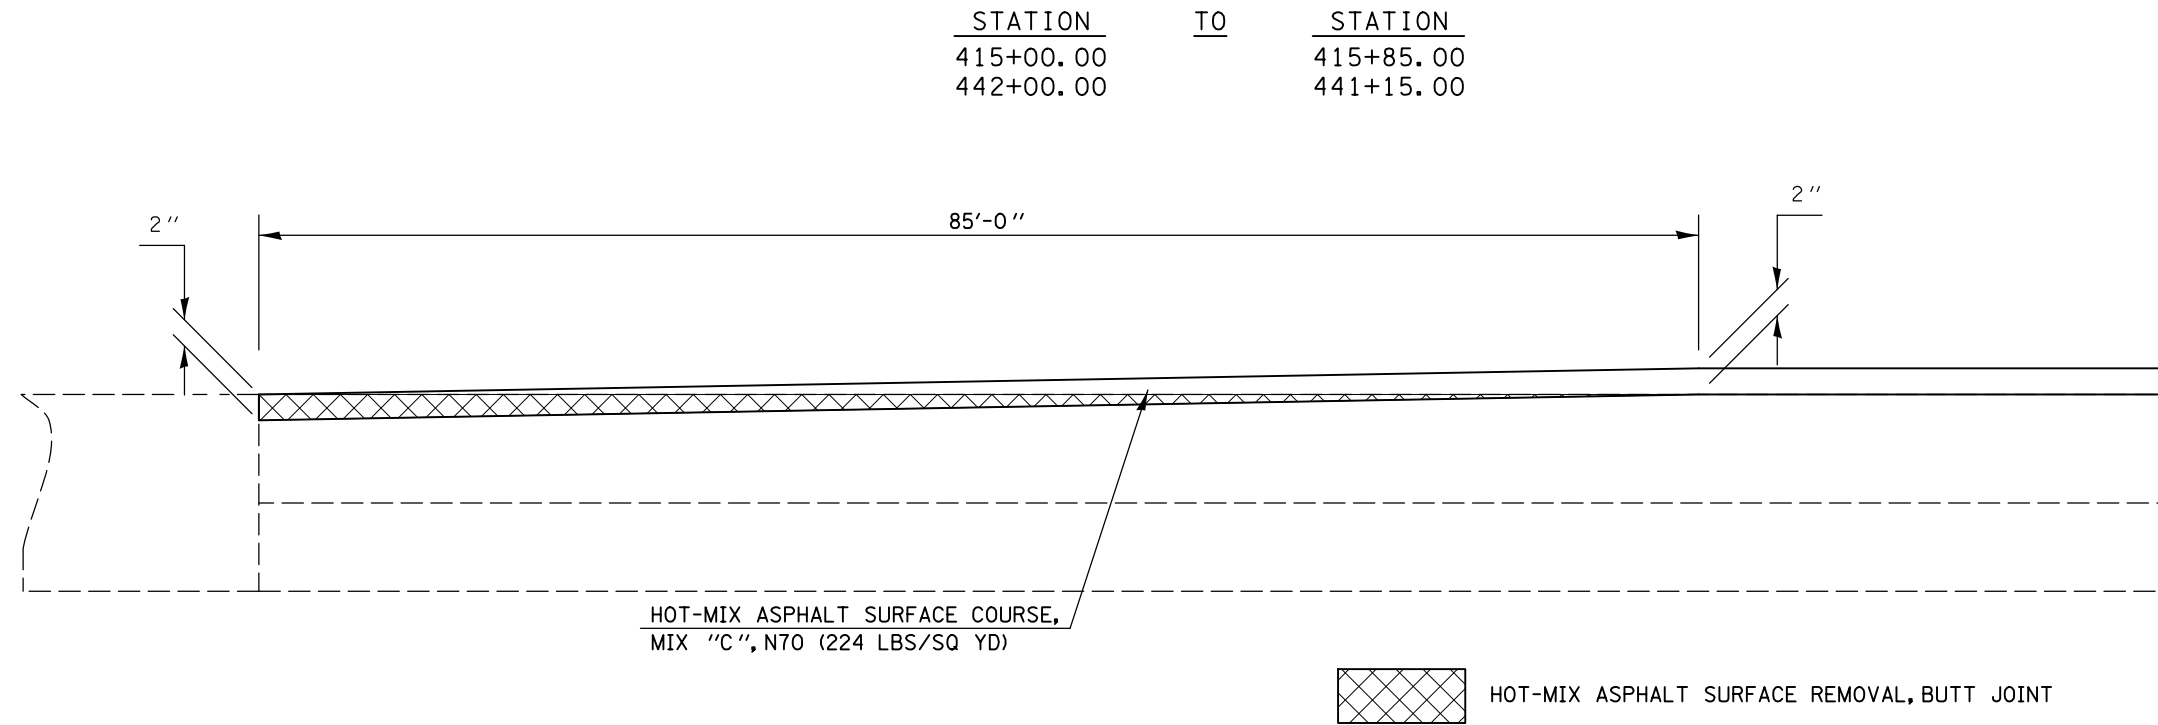 STATION TO STATION
415+00.00 415+85.00
442+00.00 441+15.00
2"
2"
85'-0"
HOT-MIX ASPHALT SURFACE COURSE,
MIX "C", N70 (224 LBS/SQ YD)
HOT-MIX ASPHALT SURFACE REMOVAL, BUTT JOINT